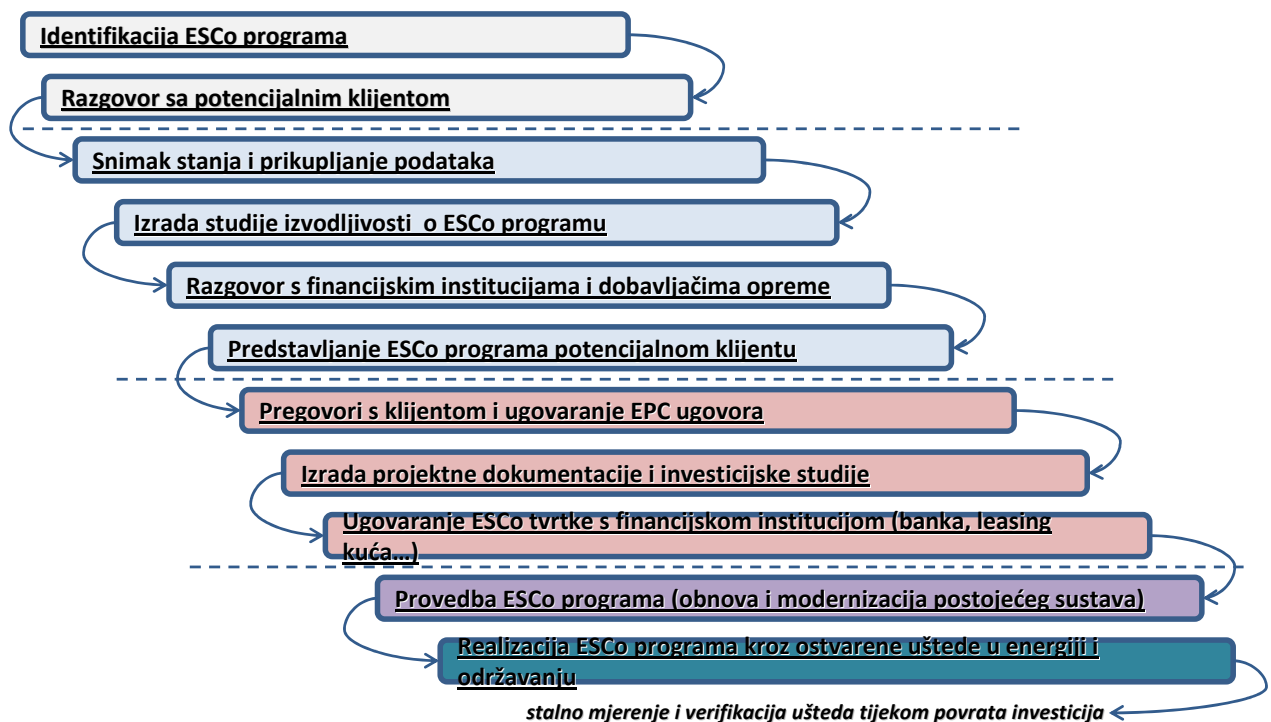 Identifikacija ESCo programa
Razgovor sa potencijalnim klijentom
Snimak stanja i prikupljanje podataka
Izrada studije izvodljivosti o ESCo programu
Razgovor s financijskim institucijama i dobavljačima opreme
Predstavljanje ESCo programa potencijalnom klijentu
Pregovori s klijentom i ugovaranje EPC ugovora
Izrada projektne dokumentacije i investicijske studije
Ugovaranje ESCo tvrtke s financijskom institucijom (banka, leasing
kuća...)
Provedba ESCo programa (obnova i modernizacija postojećeg sustava)
Realizacija ESCo programa kroz ostvarene uštede u energiji i
održavanju
stalno mjerenje i verifikacija ušteda tijekom povrata investicija